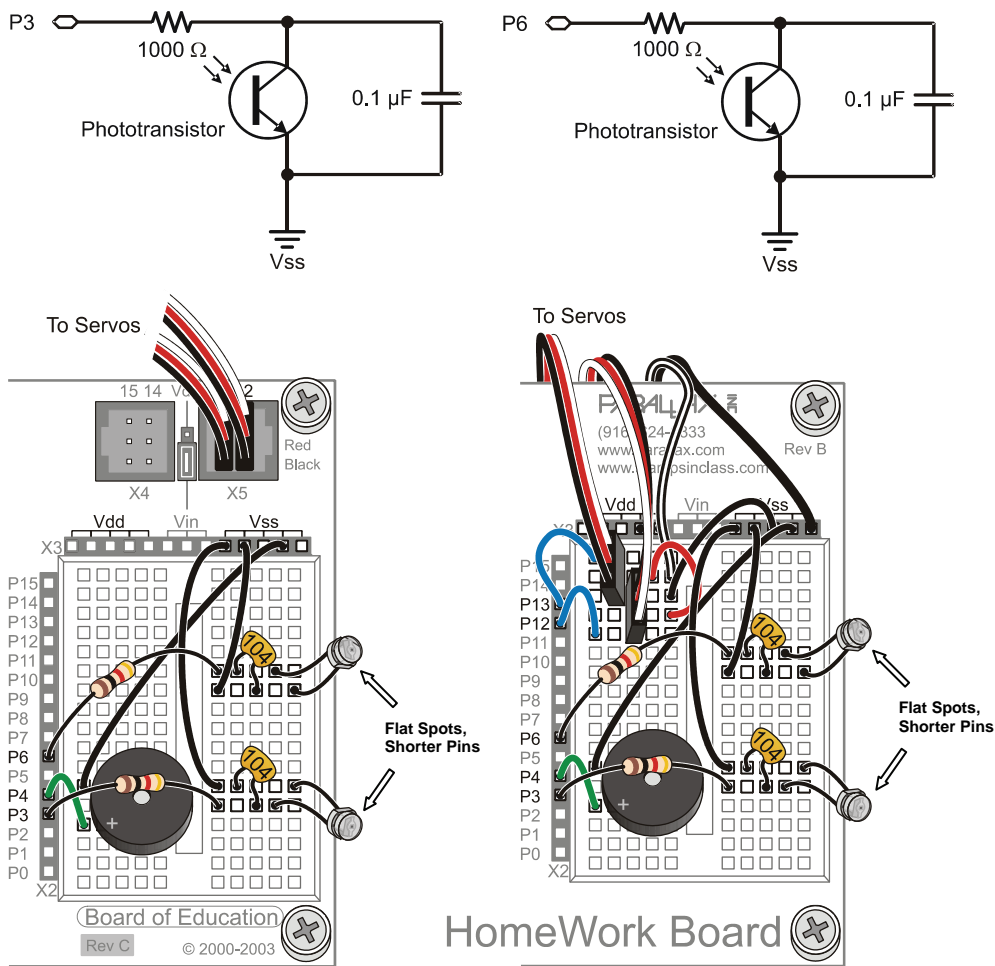 P3
1000 Ω
Phototransistor
0.1 µF
Vss
P6
1000 Ω
Phototransistor
0.1 µF
Vss
To Servos
15 14
2
Red
Black
X4
X5
Vdd
Vin
Vss
X3
P15
P14
P13
P12
P11
P10
P9
P8
P7
P6
P5
P4
P3
P2
P1
P0
X2
104
104
+
Flat Spots,
Shorter Pins
Board of Education
Rev C
© 2000-2003
To Servos
(916)
www.
www.
Rev B
Vdd
Vin
Vss
P14
P13
P12
P11
P10
P9
P8
P7
P6
P5
P4
P3
P2
P1
P0
X2
104
104
+
Flat Spots,
Shorter Pins
HomeWork Board